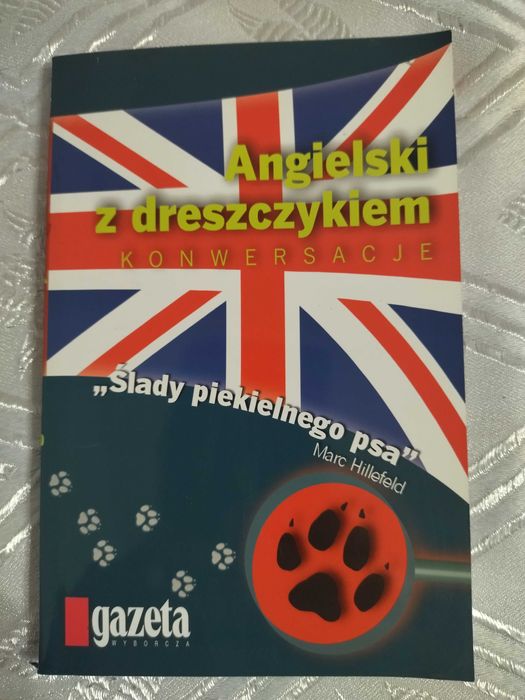 Angielski
z dreszczykiem
KONWERSACJE
„Ślady piekielnego psa”
Marc Hillefeld
gazeta
WYBORCZA